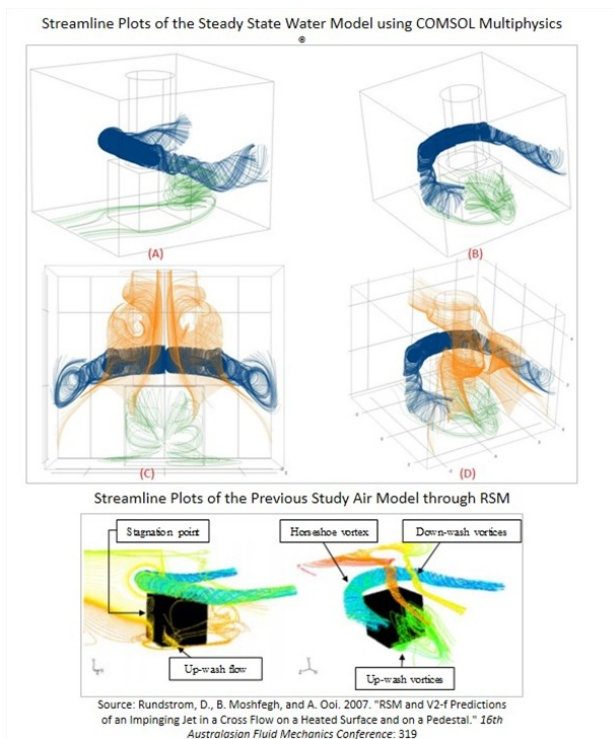 Streamline Plots of the Steady State Water Model using COMSOL Multiphysics
®
(A)
(B)
(C)
(D)
Streamline Plots of the Previous Study Air Model through RSM
Stagnation point
Horseshoe vortex
Down-wash vortices
Up-wash flow
Up-wash vortices
Source: Rundstrom, D., B. Moshfegh, and A. Ooi. 2007. "RSM and V2-f Predictions
of an Impinging Jet in a Cross Flow on a Heated Surface and on a Pedestal." 16th
Australasian Fluid Mechanics Conference: 319